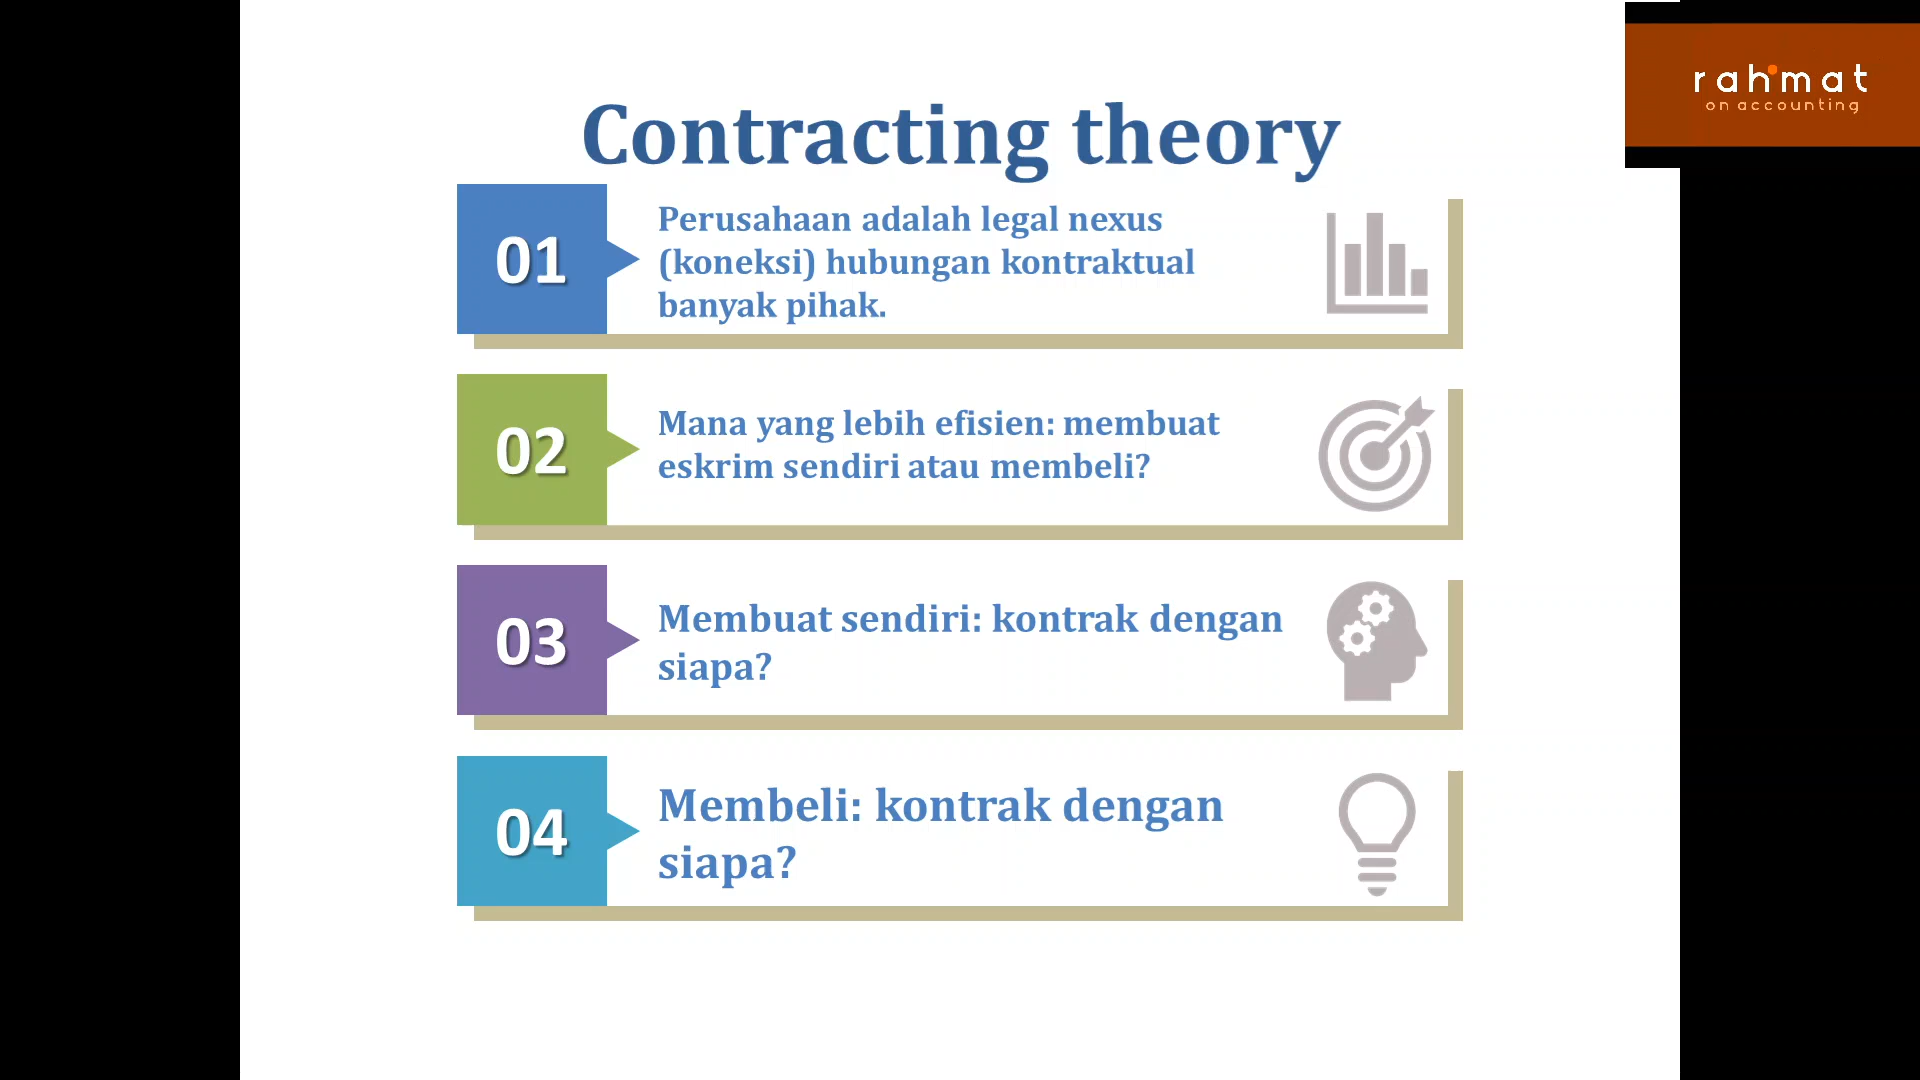 Contracting theory
rahmat
on accounting
01
Perusahaan adalah legal nexus
(koneksi) hubungan kontraktual
banyak pihak.
02
Mana yang lebih efisien: membuat
eskrim sendiri atau membeli?
03
Membuat sendiri: kontrak dengan
siapa?
04
Membeli: kontrak dengan
siapa?